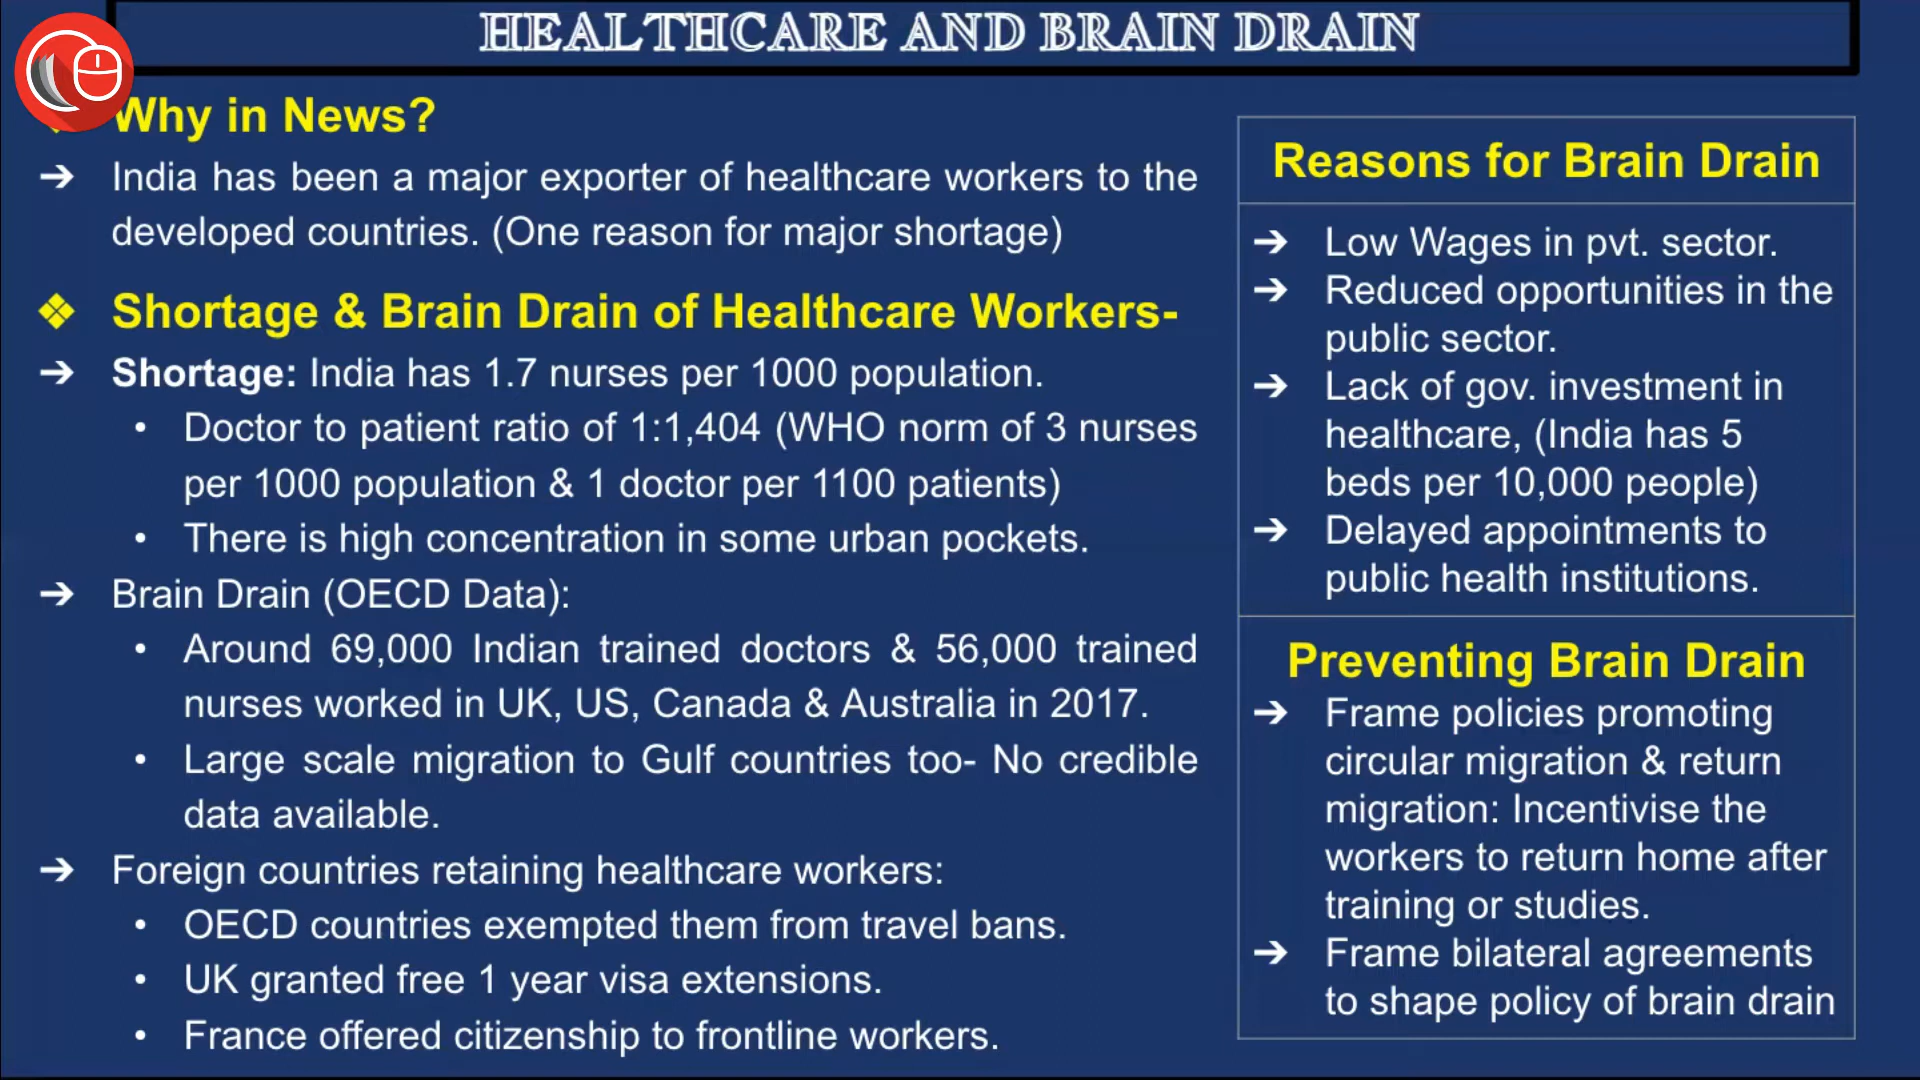 HEALTHCARE AND BRAIN DRAIN
Why in News?
➔ India has been a major exporter of healthcare workers to the
developed countries. (One reason for major shortage)
❖ Shortage & Brain Drain of Healthcare Workers-
➔ Shortage: India has 1.7 nurses per 1000 population.
• Doctor to patient ratio of 1:1,404 (WHO norm of 3 nurses
per 1000 population & 1 doctor per 1100 patients)
• There is high concentration in some urban pockets.
➔ Brain Drain (OECD Data):
• Around 69,000 Indian trained doctors & 56,000 trained
nurses worked in UK, US, Canada & Australia in 2017.
• Large scale migration to Gulf countries too- No credible
data available.
➔ Foreign countries retaining healthcare workers:
• OECD countries exempted them from travel bans.
• UK granted free 1 year visa extensions.
• France offered citizenship to frontline workers.
Reasons for Brain Drain
➔ Low Wages in pvt. sector.
➔ Reduced opportunities in the
public sector.
➔ Lack of gov. investment in
healthcare, (India has 5
beds per 10,000 people)
➔ Delayed appointments to
public health institutions.
Preventing Brain Drain
➔ Frame policies promoting
circular migration & return
migration: Incentivise the
workers to return home after
training or studies.
➔ Frame bilateral agreements
to shape policy of brain drain